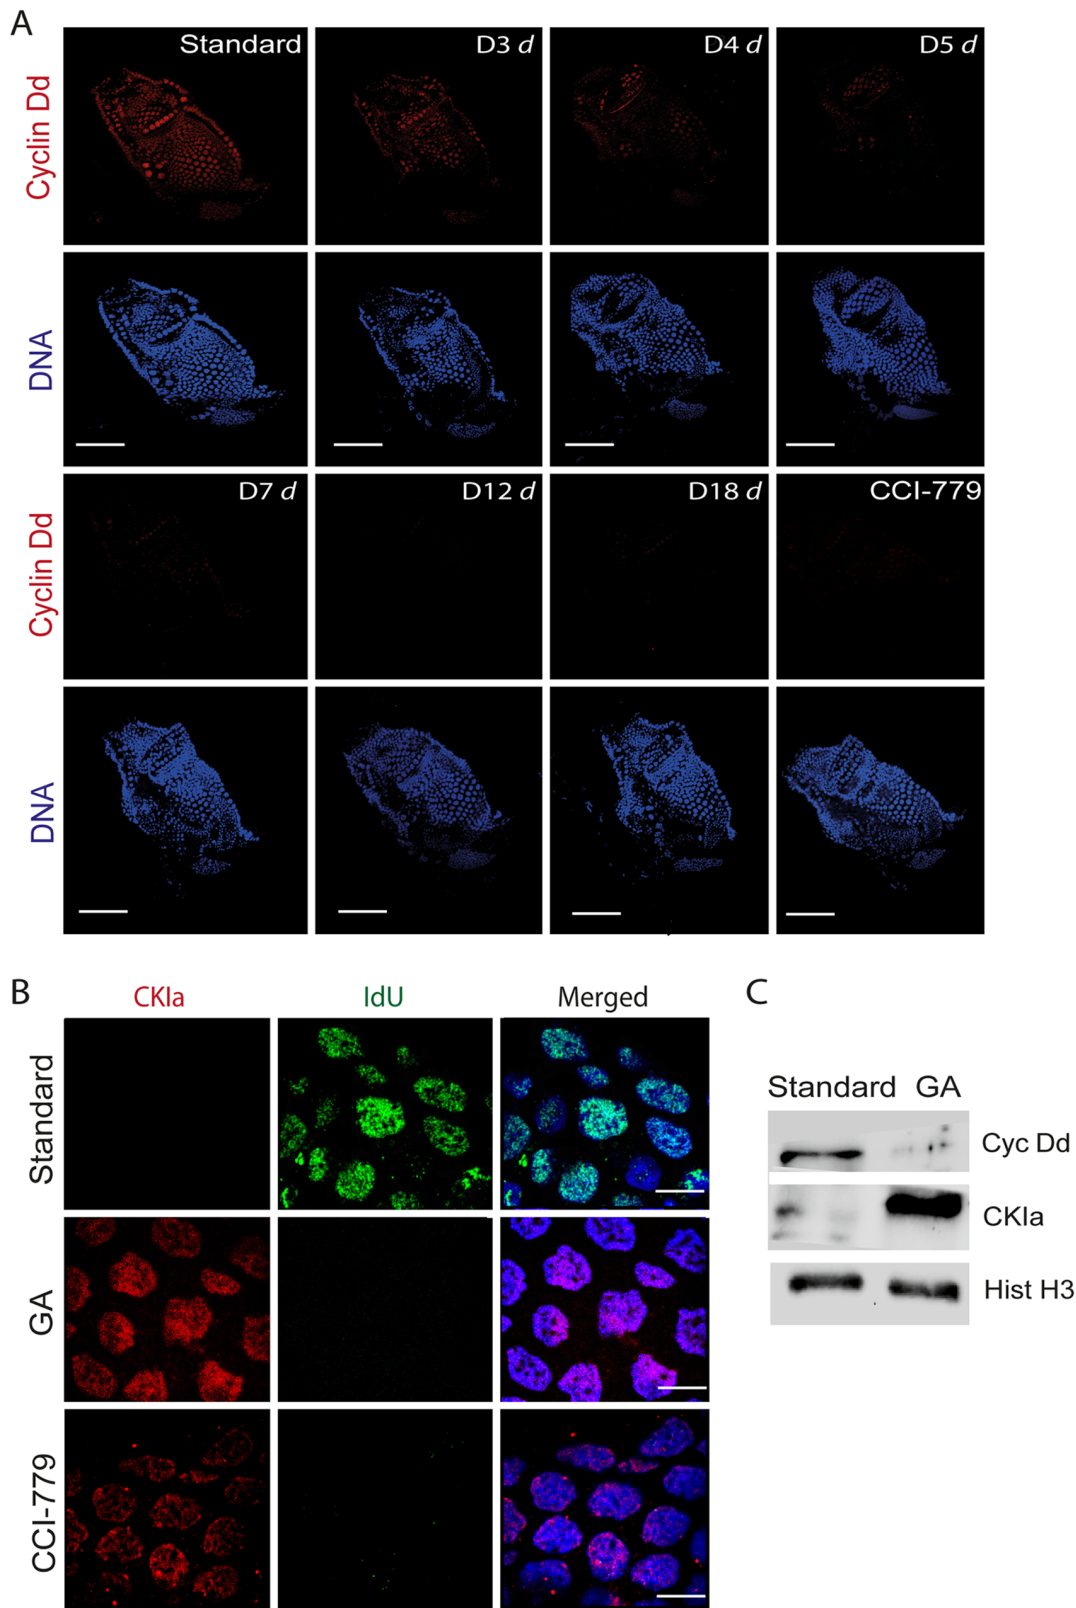 A
Standard
D3 d
D4 d
D5 d
Cyclin Dd
DNA
D7 d
D12 d
D18 d
CCI-779
Cyclin Dd
DNA
B
CKIa
IdU
Merged
Standard
GA
CCI-779
C
Standard GA
Cyc Dd
CKIa
Hist H3